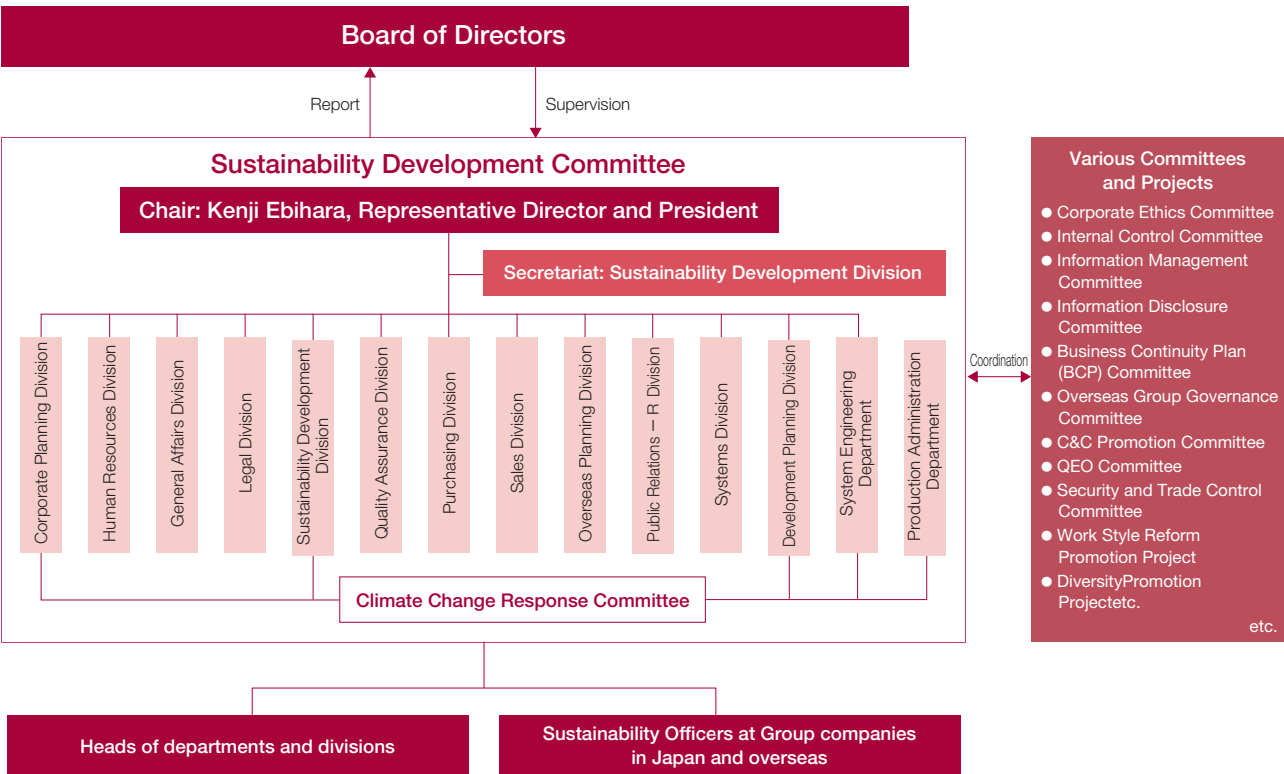 Board of Directors
Report
Supervision
Sustainability Development Committee
Chair: Kenji Ebihara, Representative Director and President
Secretariat: Sustainability Development Division
Corporate Planning Division
Human Resources Division
General Affairs Division
Legal Division
Sustainability Development
Division
Quality Assurance Division
Purchasing Division
Sales Division
Overseas Planning Division
Public Relations — R Division
Systems Division
Development Planning Division
System Engineering
Department
Production Administration
Department
Climate Change Response Committee
Coordination
Various Committees
and Projects
● Corporate Ethics Committee
● Internal Control Committee
● Information Management
Committee
● Information Disclosure
Committee
● Business Continuity Plan
(BCP) Committee
● Overseas Group Governance
Committee
● C&C Promotion Committee
● QEO Committee
● Security and Trade Control
Committee
● Work Style Reform
Promotion Project
● DiversityPromotion
Projectetc.
etc.
Heads of departments and divisions
Sustainability Officers at Group companies
in Japan and overseas